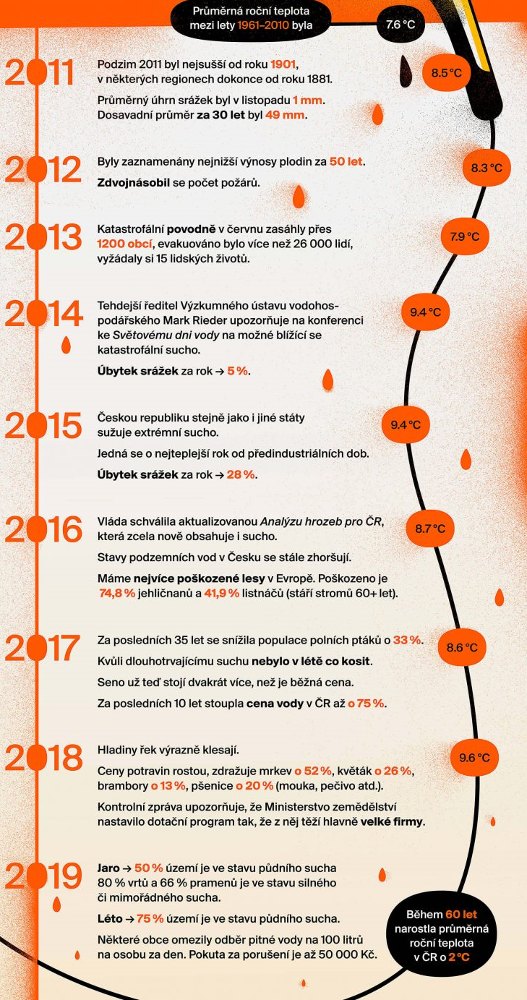 Průměrná roční teplota
mezi lety 1961–2010 byla
7.6 °C
2011
Podzim 2011 byl nejsušší od roku 1901,
v některých regionech dokonce od roku 1881.
Průměrný úhrn srážek byl v listopadu 1 mm.
Dosavadní průměr za 30 let byl 49 mm.
8.5 °C
2012
Byly zaznamenány nejnižší výnosy plodin za 50 let.
Zdvojnásobil se počet požárů.
8.3 °C
2013
Katastrofální povodně v červnu zasáhly přes
1200 obcí, evakuováno bylo více než 26 000 lidí,
vyžádaly si 15 lidských životů.
7.9 °C
2014
Tehdejší ředitel Výzkumného ústavu vodohos-
podářského Mark Rieder upozorňuje na konferenci
ke Světovému dni vody na možné blížící se
katastrofální sucho.
Úbytek srážek za rok → 5 %.
9.4 °C
2015
Českou republiku stejně jako i jiné státy
sužuje extrémní sucho.
Jedná se o nejteplejší rok od předindustriálních dob.
Úbytek srážek za rok → 28 %.
9.4 °C
2016
Vláda schválila aktualizovanou Analýzu hrozeb pro ČR,
která zcela nově obsahuje i sucho.
Stavy podzemních vod v Česku se stále zhoršují.
Máme nejvíce poškozené lesy v Evropě. Poškozeno je
74,8 % jehličnanů a 41,9 % listnáčů (stáří stromů 60+ let).
8.7 °C
2017
Za posledních 35 let se snížila populace polních ptáků o 33 %.
Kvůli dlouhotrvajícímu suchu nebylo v létě co kosit.
Seno už teď stojí dvakrát více, než je běžná cena.
Za posledních 10 let stoupla cena vody v ČR až o 75 %.
8.6 °C
2018
Hladiny řek výrazně klesají.
Ceny potravin rostou, zdražuje mrkev o 52 %, květák o 26 %,
brambory o 13 %, pšenice o 20 % (mouka, pečivo atd.).
Kontrolní zpráva upozorňuje, že Ministerstvo zemědělství
nastavilo dotační program tak, že z něj těží hlavně velké firmy.
9.6 °C
2019
Jaro → 50 % území je ve stavu půdního sucha
80 % vrtů a 66 % pramenů je ve stavu silného
či mimořádného sucha.
Léto → 75 % území je ve stavu půdního sucha.
Některé obce omezily odběr pitné vody na 100 litrů
na osobu za den. Pokuta za porušení je až 50 000 Kč.
Během 60 let
narostla průměrná
roční teplota
v ČR o 2 °C